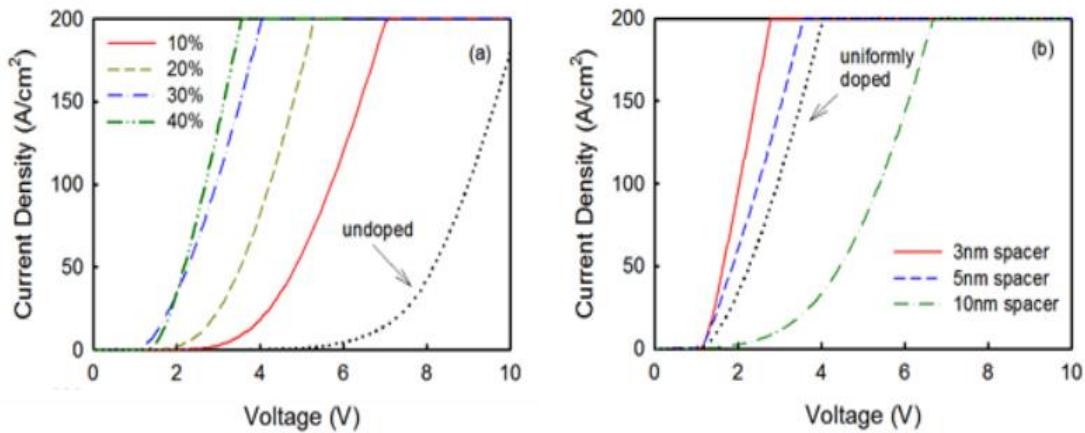 200
150
100
50
0
Current Density (A/cm²)
10%
20%
30%
40%
(a)
undoped
0 2 4 6 8 10
Voltage (V)
200
150
100
50
0
Current Density (A/cm²)
uniformly
doped
(b)
3nm spacer
5nm spacer
10nm spacer
0 2 4 6 8 10
Voltage (V)